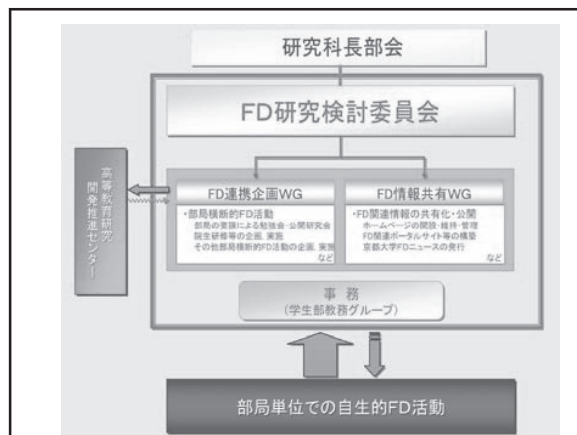 研究科長部会
FD研究検討委員会
高等教育研究
開発推進センター
FD連携企画WG
・部局横断的FD活動
部局の要請による勉強会・公開研究会
院生研修等の企画、実施
その他部局横断的FD活動の企画、実施
など
FD情報共有WG
・FD関連情報の共有化・公開
ホームページの開設・維持・管理
FD関連ポータルサイト等の構築
京都大学FDニュースの発行
など
事務
(学生部教務グループ)
部局単位での自生的FD活動